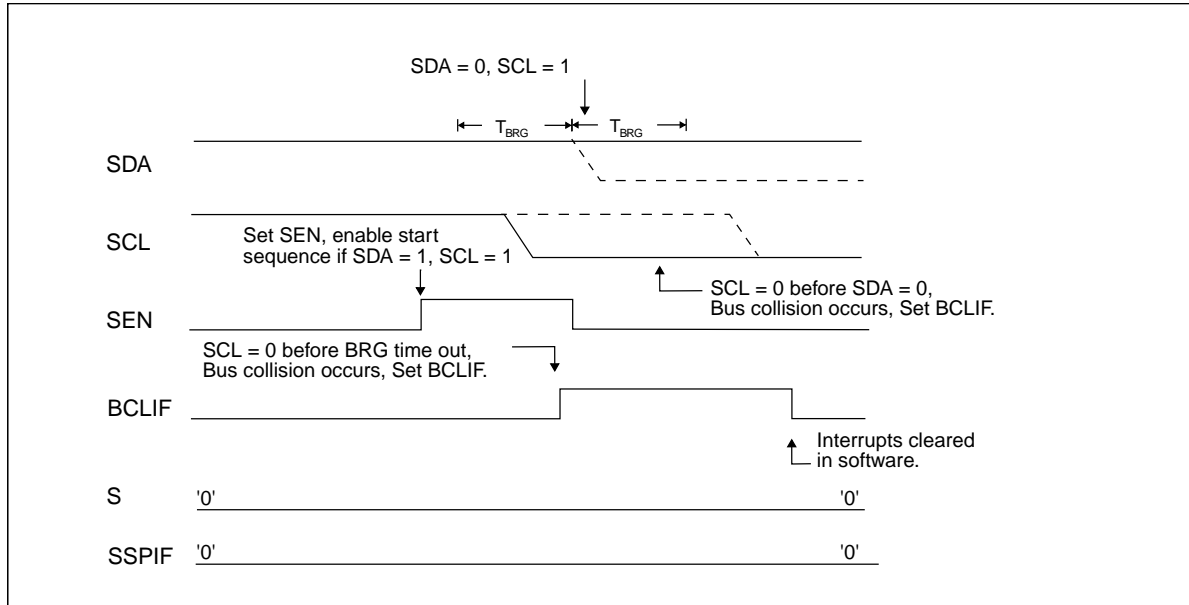 SDA = 0, SCL = 1
TBRG TBRG
SDA
SCL
Set SEN, enable start
sequence if SDA = 1, SCL = 1
SCL = 0 before SDA = 0,
Bus collision occurs, Set BCLIF.
SEN
SCL = 0 before BRG time out,
Bus collision occurs, Set BCLIF.
BCLIF
Interrupts cleared
in software.
S '0' '0'
SSPIF '0' '0'